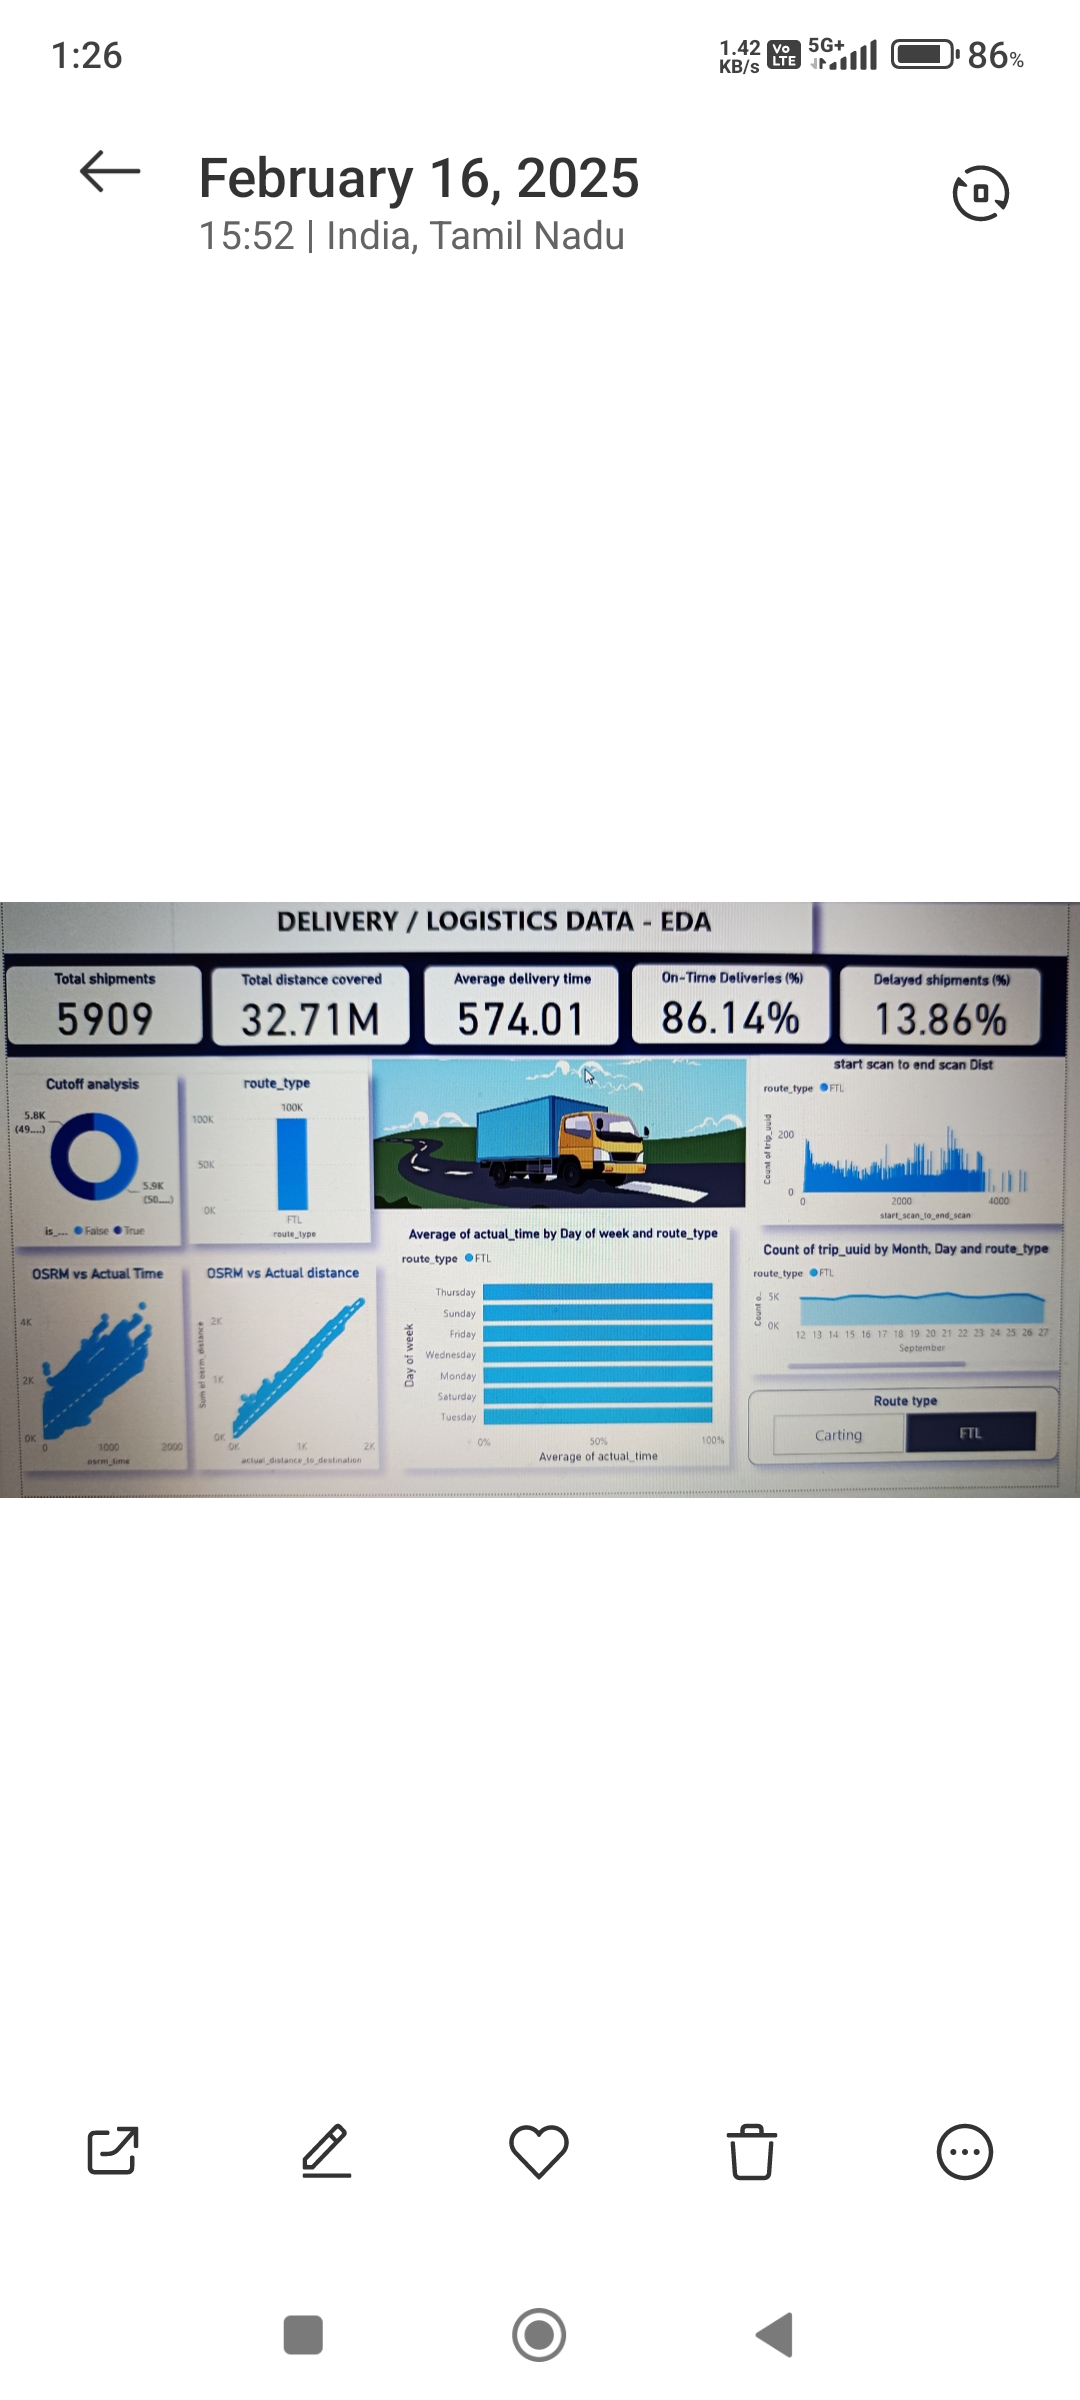 1:26
1.42 KB/s
Vo LTE
5G+
86%
February 16, 2025
15:52 | India, Tamil Nadu
DELIVERY / LOGISTICS DATA - EDA
Total shipments
5909
Total distance covered
32.71M
Average delivery time
574.01
On-Time Deliveries (%)
86.14%
Delayed shipments (%)
13.86%
Cutoff analysis
5.8K
(49....)
5.9K
(50....)
is_... False True
route_type
100K
100K
50K
0K
FTL
route_type
start scan to end scan Dist
route_type FTL
Count of trip_uuid
200
0
0 2000 4000
start_scan_to_end_scan
OSRM vs Actual Time
4K
2K
0K
0 1000 2000
osrm_time
OSRM vs Actual distance
Sum of osrm_distance
2K
1K
0K
0K 1K 2K
actual_distance_to_destination
Average of actual_time by Day of week and route_type
route_type FTL
Day of week
Thursday
Sunday
Friday
Wednesday
Monday
Saturday
Tuesday
0% 50% 100%
Average of actual_time
Count of trip_uuid by Month, Day and route_type
route_type FTL
Count o...
5K
0K
12 13 14 15 16 17 18 19 20 21 22 23 24 25 26 27
September
Route type
Carting FTL